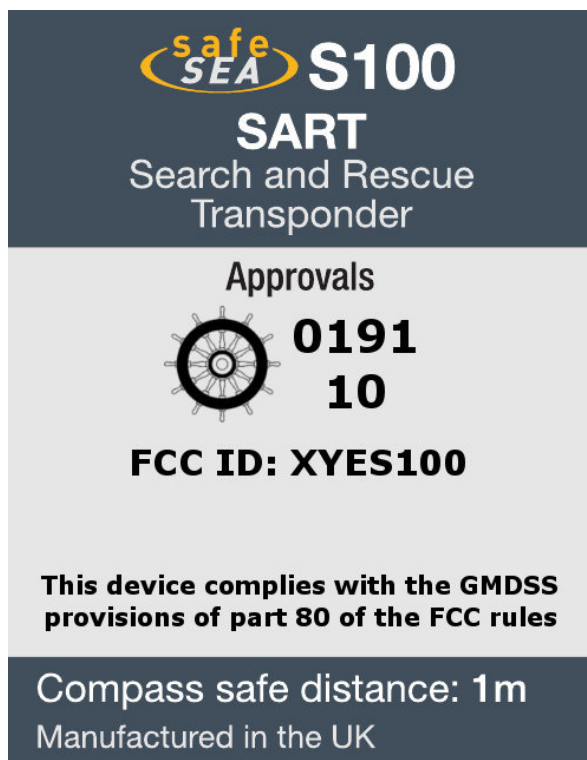 safe
SEA S100
SART
Search and Rescue
Transponder
Approvals
0191
10
FCC ID: XYES100
This device complies with the GMDSS
provisions of part 80 of the FCC rules
Compass safe distance: 1m
Manufactured in the UK